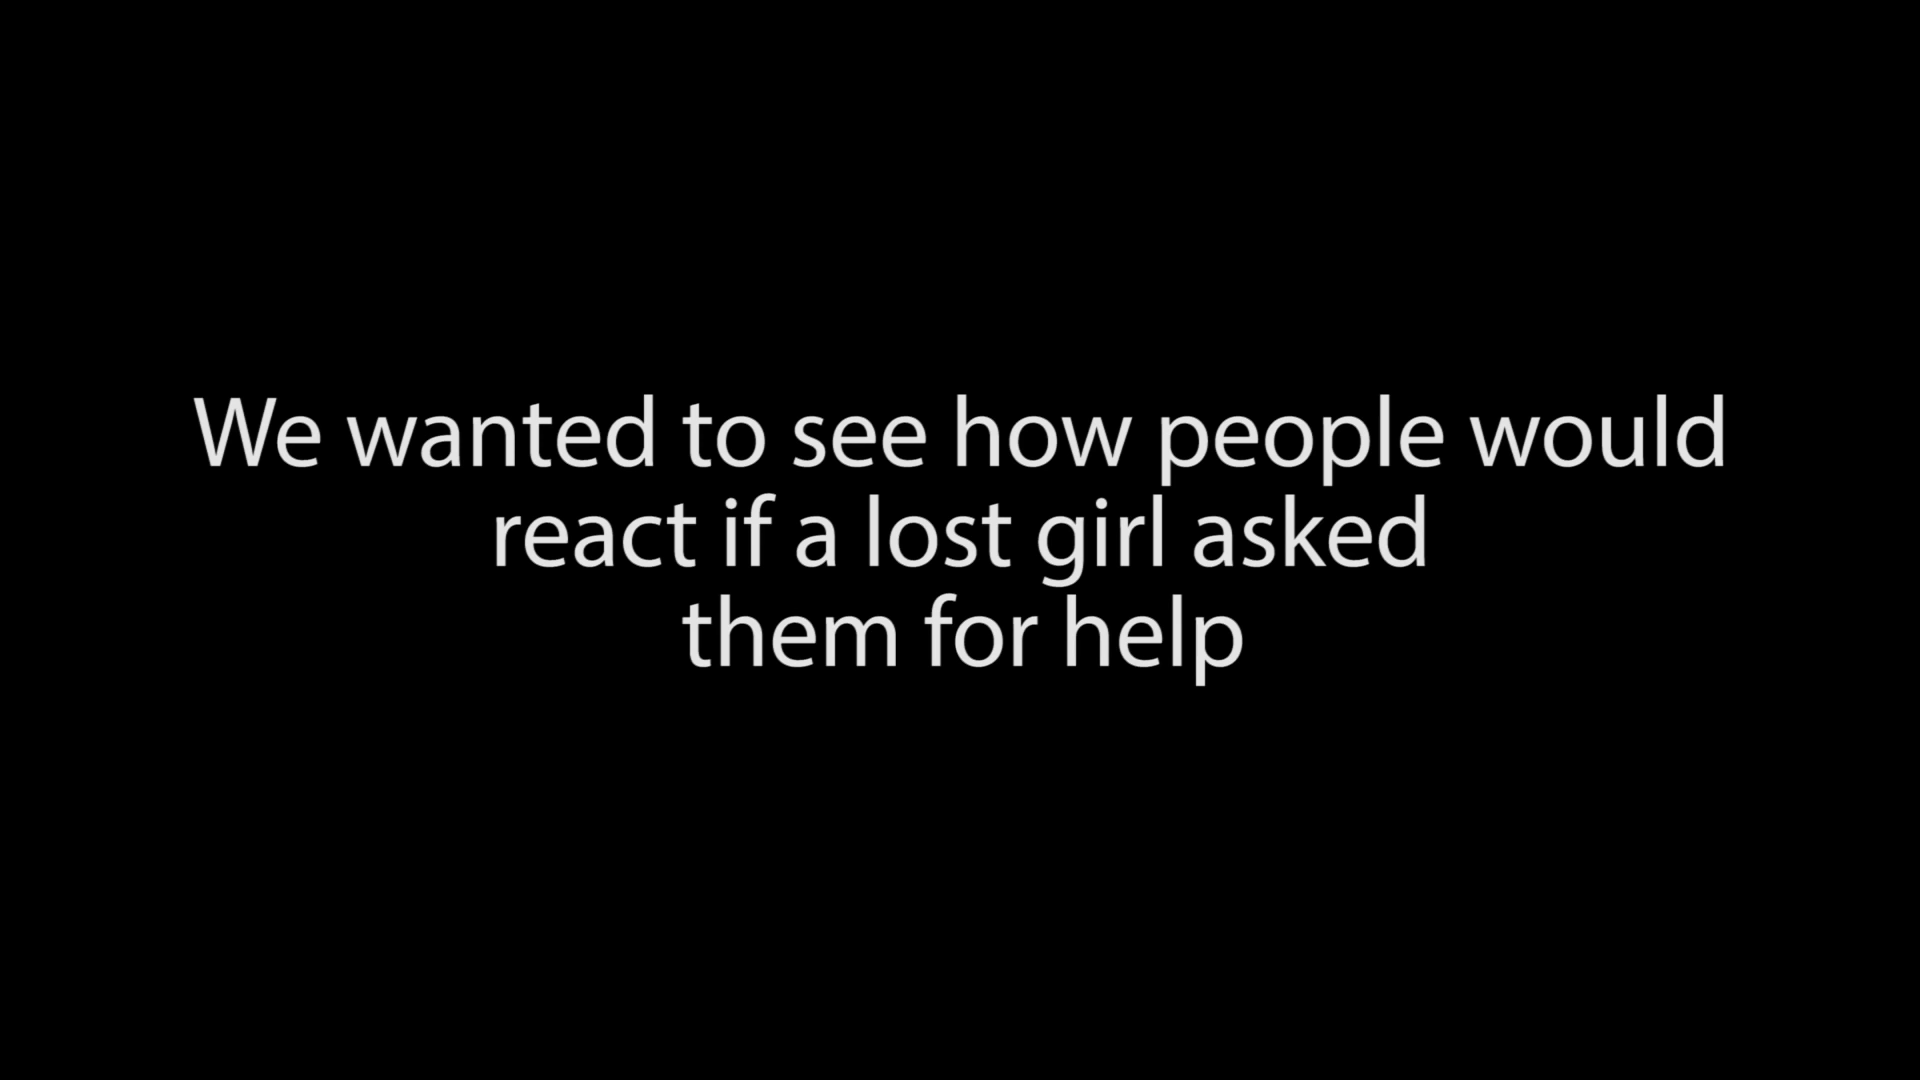 We wanted to see how people would
react if a lost girl asked
them for help